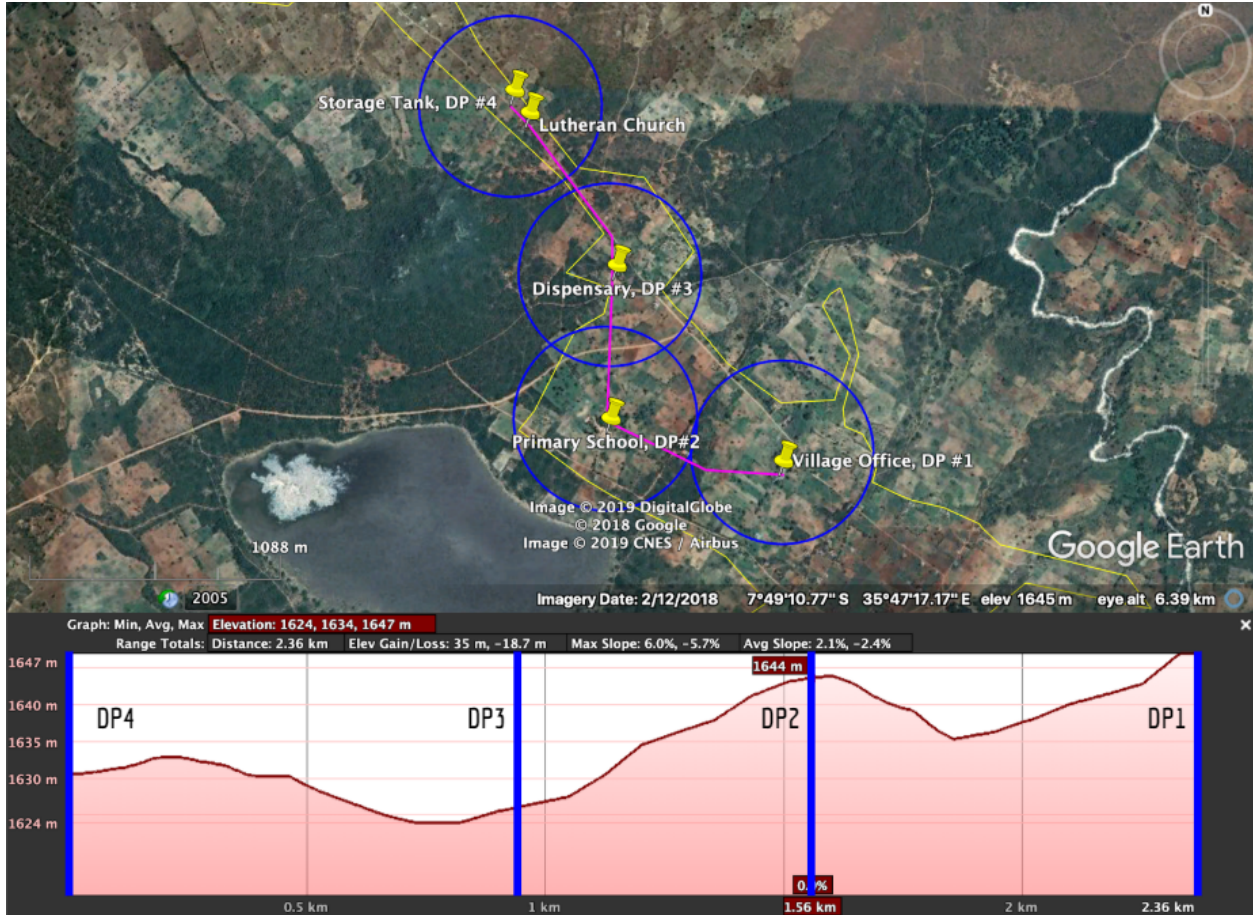 N
Storage Tank, DP #4
Lutheran Church
Dispensary, DP #3
Primary School, DP#2
Village Office, DP #1
Image © 2019 DigitalGlobe
© 2018 Google
Image © 2019 CNES / Airbus
1088 m
Google Earth
2005
Imagery Date: 2/12/2018 7°49'10.77" S 35°47'17.17" E elev 1645 m eye alt 6.39 km
Graph: Min, Avg, Max Elevation: 1624, 1634, 1647 m
Range Totals: Distance: 2.36 km Elev Gain/Loss: 35 m, -18.7 m Max Slope: 6.0%, -5.7% Avg Slope: 2.1%, -2.4%
1647 m
1644 m
1640 m
DP4 DP3 DP2 DP1
1635 m
1630 m
1624 m
0.5 km 1 km 1.56 km 2 km 2.36 km